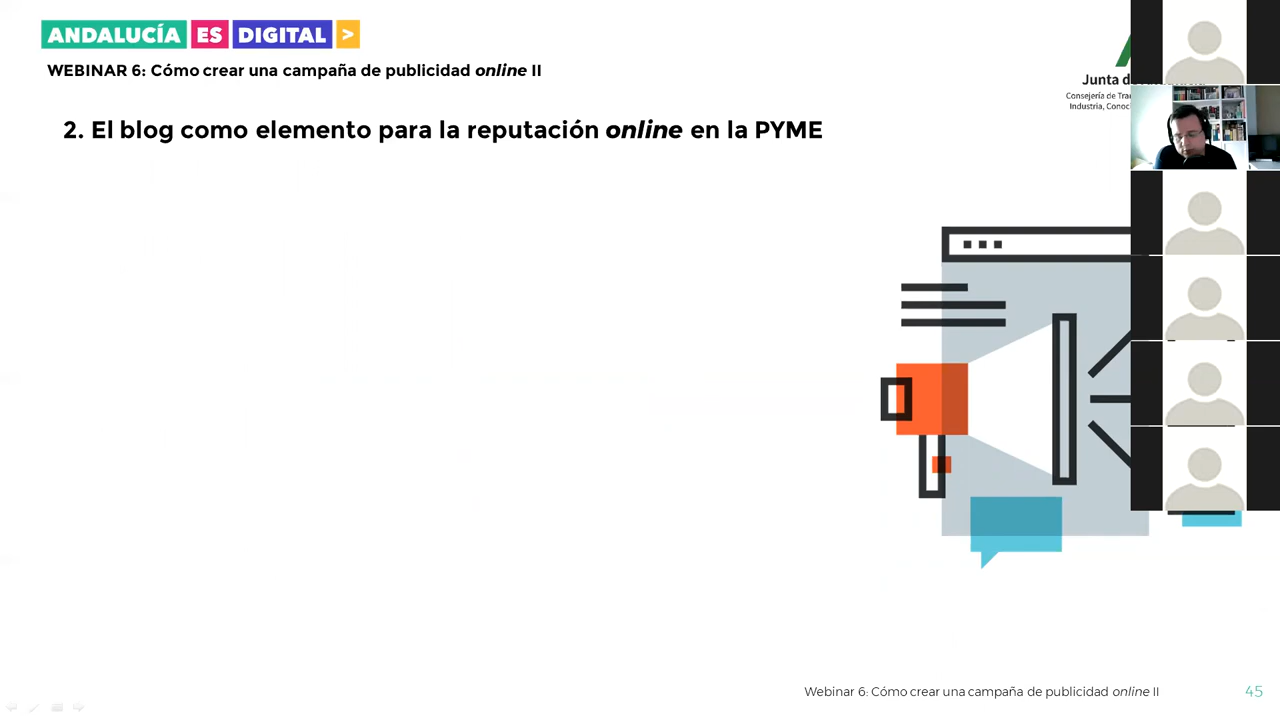 ANDALUCÍA ES DIGITAL >
WEBINAR 6: Cómo crear una campaña de publicidad online II
Junta d
Consejería de
Industria, Conoc
2. El blog como elemento para la reputación online en la PYME
Webinar 6: Cómo crear una campaña de publicidad online II
45